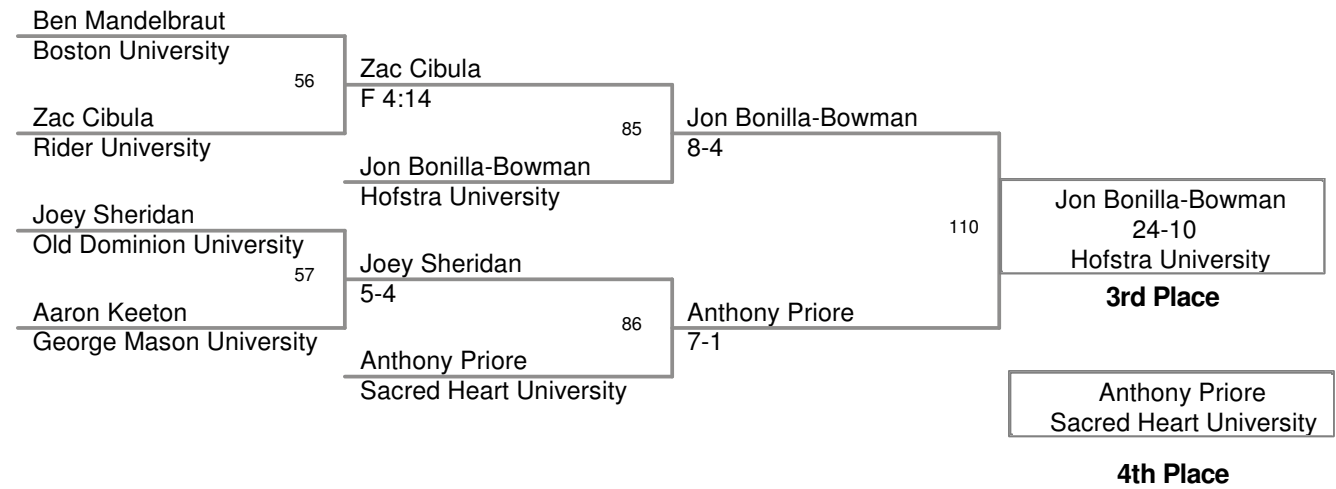 Ben Mandelbraut
Boston University
56
Zac Cibula
F 4:14
Zac Cibula
Rider University
85
Jon Bonilla-Bowman
8-4
Jon Bonilla-Bowman
Hofstra University
Joey Sheridan
Old Dominion University
57
Joey Sheridan
5-4
Aaron Keeton
George Mason University
86
Anthony Priore
7-1
Anthony Priore
Sacred Heart University
110
Jon Bonilla-Bowman
24-10
Hofstra University
3rd Place
Anthony Priore
Sacred Heart University
4th Place